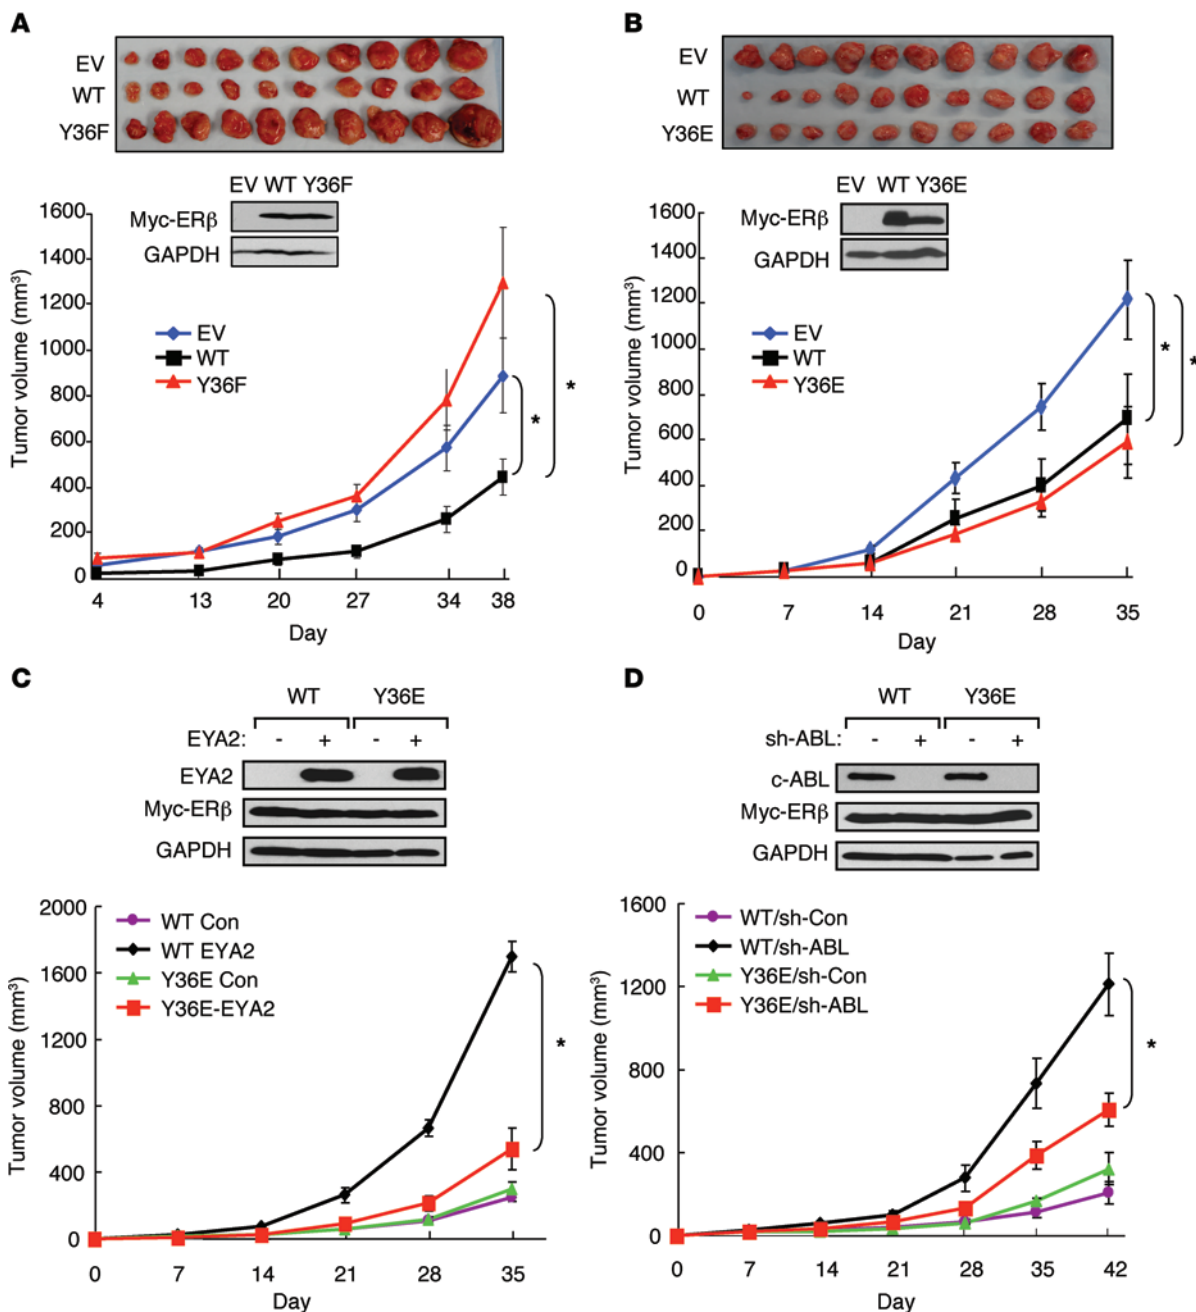 A
EV
WT
Y36F
EV WT Y36F
Myc-ERβ
GAPDH
1600
1400
1200
1000
800
600
400
200
0
Tumor volume (mm³)
EV
WT
Y36F
*
*
4 13 20 27 34 38
Day
B
EV
WT
Y36E
EV WT Y36E
Myc-ERβ
GAPDH
1600
1400
1200
1000
800
600
400
200
0
Tumor volume (mm³)
EV
WT
Y36E
*
*
0 7 14 21 28 35
Day
C
WT Y36E
EYA2: - + - +
EYA2
Myc-ERβ
GAPDH
2000
1600
1200
800
400
0
Tumor volume (mm³)
WT Con
WT EYA2
Y36E Con
Y36E-EYA2
*
0 7 14 21 28 35
Day
D
WT Y36E
sh-ABL: - + - +
c-ABL
Myc-ERβ
GAPDH
1600
1200
800
400
0
Tumor volume (mm³)
WT/sh-Con
WT/sh-ABL
Y36E/sh-Con
Y36E/sh-ABL
*
0 7 14 21 28 35 42
Day